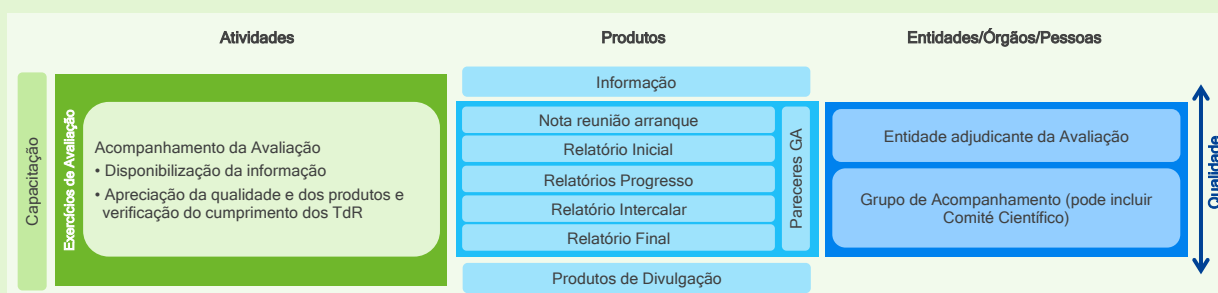 Atividades
Produtos
Entidades/Órgãos/Pessoas
Capacitação
Exercícios de Avaliação
Acompanhamento da Avaliação
• Disponibilização da informação
• Apreciação da qualidade e dos produtos e
verificação do cumprimento dos TdR
Informação
Nota reunião arranque
Relatório Inicial
Relatórios Progresso
Relatório Intercalar
Relatório Final
Pareceres GA
Produtos de Divulgação
Entidade adjudicante da Avaliação
Grupo de Acompanhamento (pode incluir
Comité Científico)
Qualidade